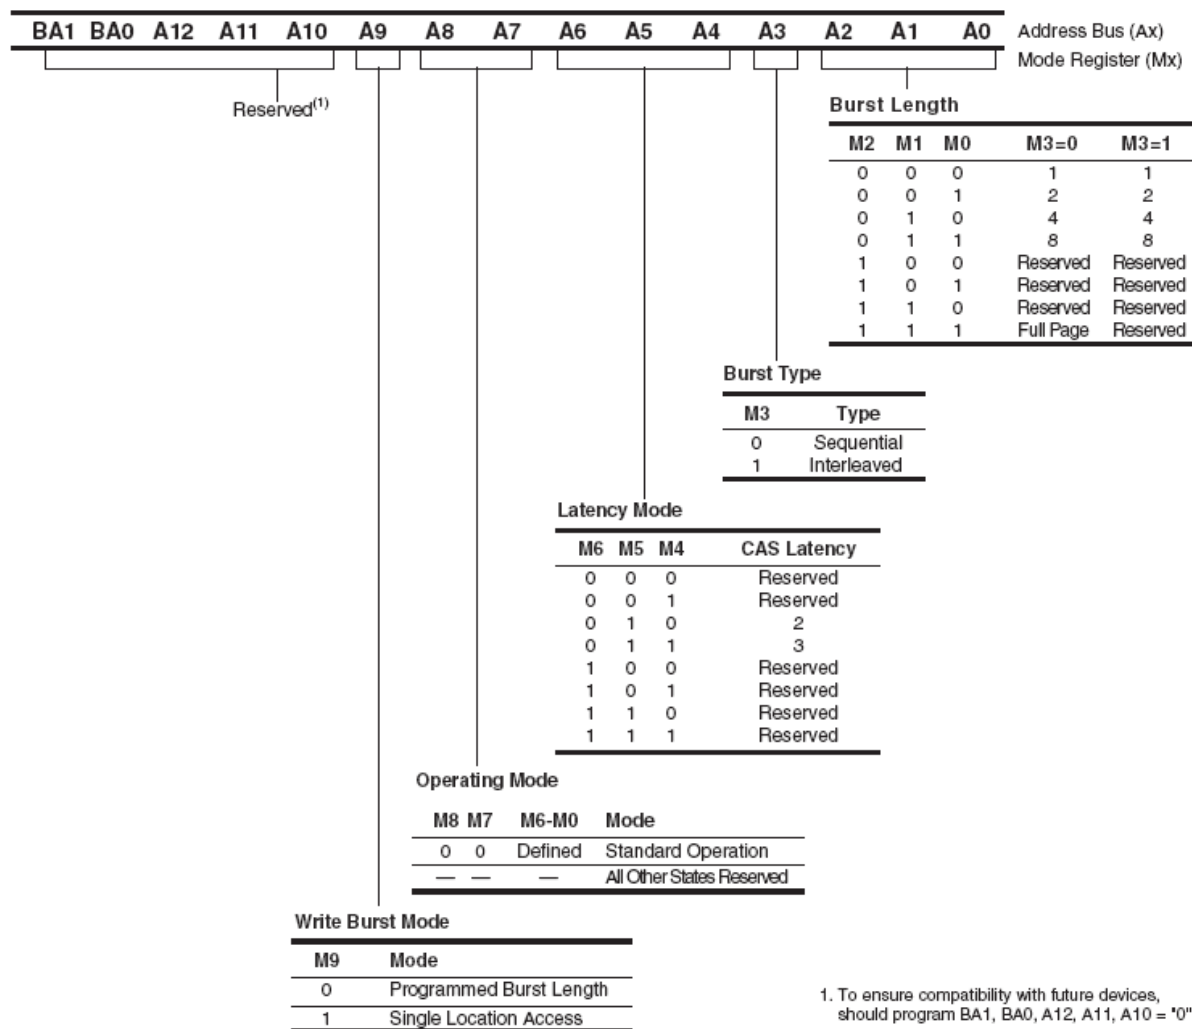 BA1 BA0 A12 A11 A10 A9 A8 A7 A6 A5 A4 A3 A2 A1 A0 Address Bus (Ax)
Mode Register (Mx)
Reserved(1)
Burst Length
M2 M1 M0 M3=0 M3=1
0 0 0 1 1
0 0 1 2 2
0 1 0 4 4
0 1 1 8 8
1 0 0 Reserved Reserved
1 0 1 Reserved Reserved
1 1 0 Reserved Reserved
1 1 1 Full Page Reserved
Burst Type
M3 Type
0 Sequential
1 Interleaved
Latency Mode
M6 M5 M4 CAS Latency
0 0 0 Reserved
0 0 1 Reserved
0 1 0 2
0 1 1 3
1 0 0 Reserved
1 0 1 Reserved
1 1 0 Reserved
1 1 1 Reserved
Operating Mode
M8 M7 M6-M0 Mode
0 0 Defined Standard Operation
— — — All Other States Reserved
Write Burst Mode
M9 Mode
0 Programmed Burst Length
1 Single Location Access
1. To ensure compatibility with future devices,
should program BA1, BA0, A12, A11, A10 = "0"